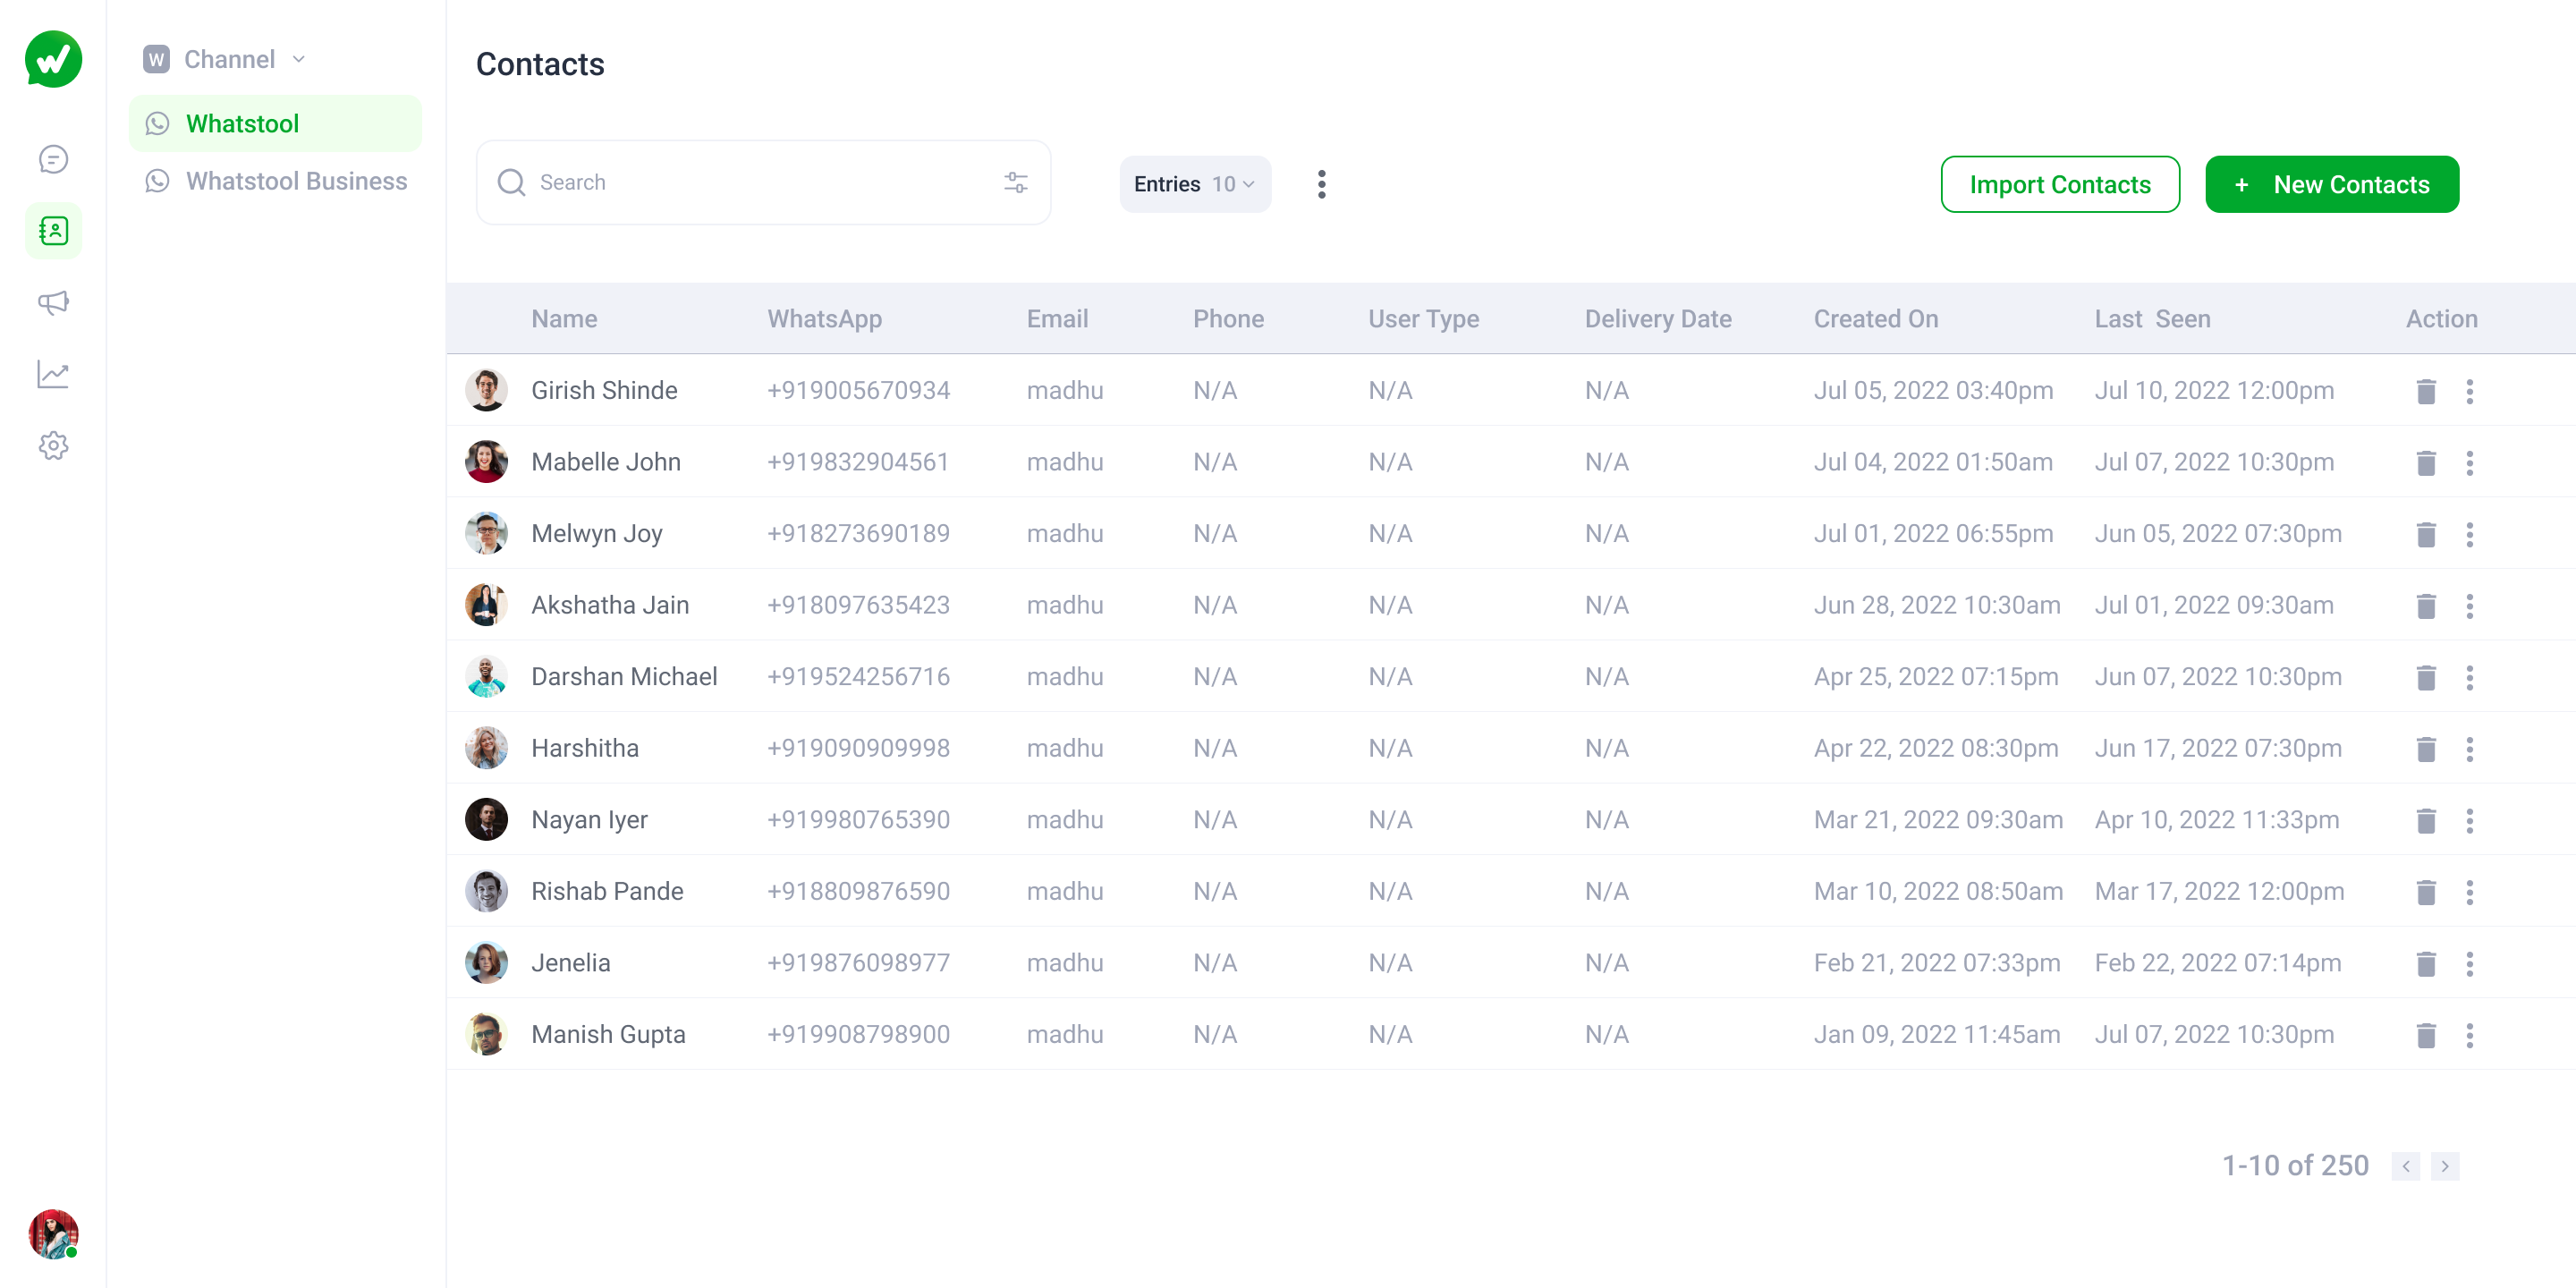 W Channel
Whatstool
Whatstool Business
Contacts
Search
Entries 10
Import Contacts
+ New Contacts
Name WhatsApp Email Phone User Type Delivery Date Created On Last Seen Action
Girish Shinde +919005670934 madhu N/A N/A N/A Jul 05, 2022 03:40pm Jul 10, 2022 12:00pm
Mabelle John +919832904561 madhu N/A N/A N/A Jul 04, 2022 01:50am Jul 07, 2022 10:30pm
Melwyn Joy +918273690189 madhu N/A N/A N/A Jul 01, 2022 06:55pm Jun 05, 2022 07:30pm
Akshatha Jain +918097635423 madhu N/A N/A N/A Jun 28, 2022 10:30am Jul 01, 2022 09:30am
Darshan Michael +919524256716 madhu N/A N/A N/A Apr 25, 2022 07:15pm Jun 07, 2022 10:30pm
Harshitha +919090909998 madhu N/A N/A N/A Apr 22, 2022 08:30pm Jun 17, 2022 07:30pm
Nayan Iyer +919980765390 madhu N/A N/A N/A Mar 21, 2022 09:30am Apr 10, 2022 11:33pm
Rishab Pande +918809876590 madhu N/A N/A N/A Mar 10, 2022 08:50am Mar 17, 2022 12:00pm
Jenelia +919876098977 madhu N/A N/A N/A Feb 21, 2022 07:33pm Feb 22, 2022 07:14pm
Manish Gupta +919908798900 madhu N/A N/A N/A Jan 09, 2022 11:45am Jul 07, 2022 10:30pm
1-10 of 250